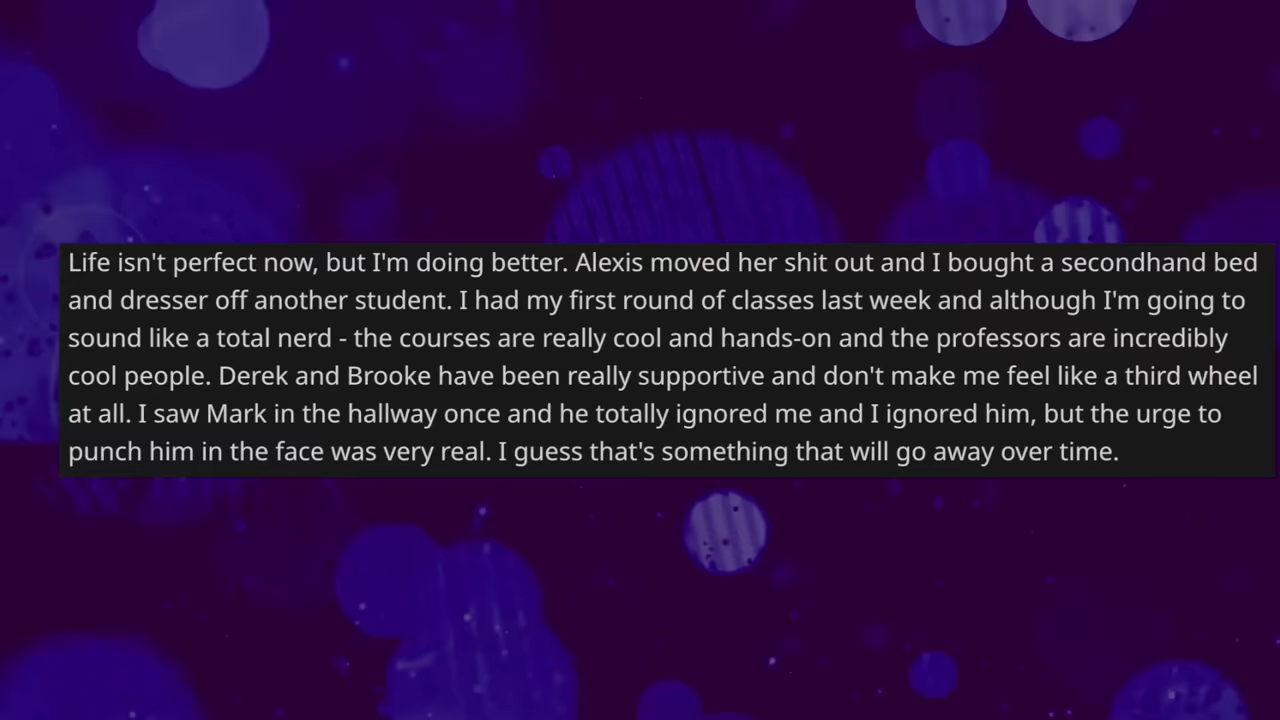 Life isn't perfect now, but I'm doing better. Alexis moved her shit out and I bought a secondhand bed
and dresser off another student. I had my first round of classes last week and although I'm going to
sound like a total nerd - the courses are really cool and hands-on and the professors are incredibly
cool people. Derek and Brooke have been really supportive and don't make me feel like a third wheel
at all. I saw Mark in the hallway once and he totally ignored me and I ignored him, but the urge to
punch him in the face was very real. I guess that's something that will go away over time.